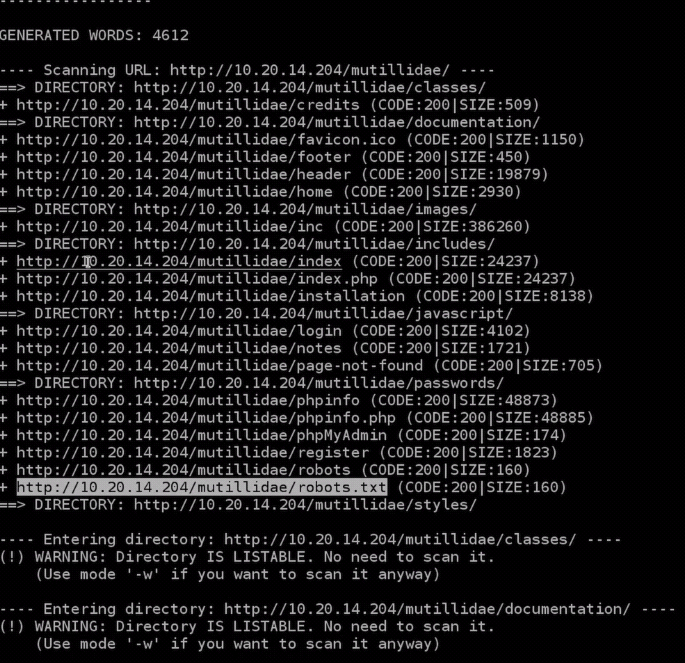 -----------------
GENERATED WORDS: 4612
---- Scanning URL: http://10.20.14.204/mutillidae/ ----
==> DIRECTORY: http://10.20.14.204/mutillidae/classes/
+ http://10.20.14.204/mutillidae/credits (CODE:200|SIZE:509)
==> DIRECTORY: http://10.20.14.204/mutillidae/documentation/
+ http://10.20.14.204/mutillidae/favicon.ico (CODE:200|SIZE:1150)
+ http://10.20.14.204/mutillidae/footer (CODE:200|SIZE:450)
+ http://10.20.14.204/mutillidae/header (CODE:200|SIZE:19879)
+ http://10.20.14.204/mutillidae/home (CODE:200|SIZE:2930)
==> DIRECTORY: http://10.20.14.204/mutillidae/images/
+ http://10.20.14.204/mutillidae/inc (CODE:200|SIZE:386260)
==> DIRECTORY: http://10.20.14.204/mutillidae/includes/
+ http://10.20.14.204/mutillidae/index (CODE:200|SIZE:24237)
+ http://10.20.14.204/mutillidae/index.php (CODE:200|SIZE:24237)
+ http://10.20.14.204/mutillidae/installation (CODE:200|SIZE:8138)
==> DIRECTORY: http://10.20.14.204/mutillidae/javascript/
+ http://10.20.14.204/mutillidae/login (CODE:200|SIZE:4102)
+ http://10.20.14.204/mutillidae/notes (CODE:200|SIZE:1721)
+ http://10.20.14.204/mutillidae/page-not-found (CODE:200|SIZE:705)
==> DIRECTORY: http://10.20.14.204/mutillidae/passwords/
+ http://10.20.14.204/mutillidae/phpinfo (CODE:200|SIZE:48873)
+ http://10.20.14.204/mutillidae/phpinfo.php (CODE:200|SIZE:48885)
+ http://10.20.14.204/mutillidae/phpMyAdmin (CODE:200|SIZE:174)
+ http://10.20.14.204/mutillidae/register (CODE:200|SIZE:1823)
+ http://10.20.14.204/mutillidae/robots (CODE:200|SIZE:160)
+ http://10.20.14.204/mutillidae/robots.txt (CODE:200|SIZE:160)
==> DIRECTORY: http://10.20.14.204/mutillidae/styles/
---- Entering directory: http://10.20.14.204/mutillidae/classes/ ----
(!) WARNING: Directory IS LISTABLE. No need to scan it.
(Use mode '-w' if you want to scan it anyway)
---- Entering directory: http://10.20.14.204/mutillidae/documentation/ ----
(!) WARNING: Directory IS LISTABLE. No need to scan it.
(Use mode '-w' if you want to scan it anyway)